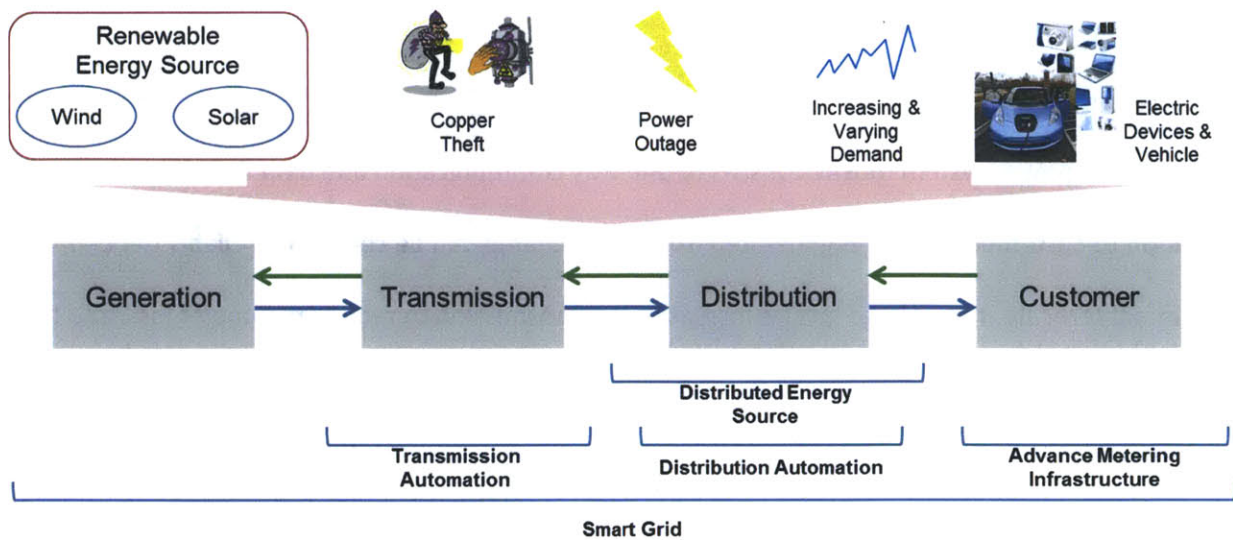 Renewable
Energy Source
Wind
Solar
Copper
Theft
Power
Outage
Increasing &
Varying
Demand
Electric
Devices &
Vehicle
Generation
Transmission
Distribution
Customer
Distributed Energy
Source
Transmission
Automation
Distribution Automation
Advance Metering
Infrastructure
Smart Grid